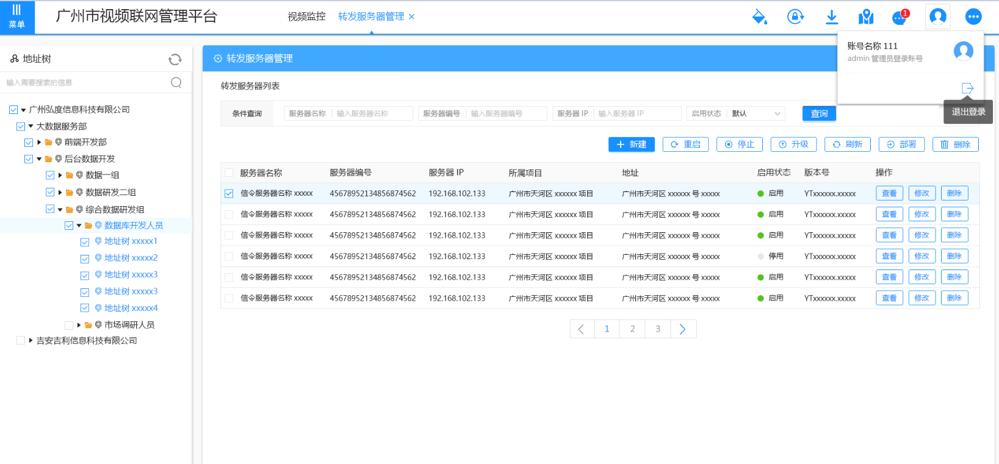 菜单
广州市视频联网管理平台
视频监控 转发服务器管理 ×
1
账号名称 111
admin 管理员登录账号
退出登录
地址树
输入需要搜索的信息
广州弘度信息科技有限公司
大数据服务部
前端开发部
后台数据开发
数据一组
数据研发二组
综合数据研发组
数据库开发人员
地址树 xxxxx1
地址树 xxxxx2
地址树 xxxxx3
地址树 xxxxx3
地址树 xxxxx4
市场调研人员
吉安吉利信息科技有限公司
转发服务器管理
转发服务器列表
条件查询 服务器名称 输入服务器名称 服务器编号 输入服务器编号 服务器 IP 输入服务器 IP 启用状态 默认 查询
新建 重启 停止 升级 刷新 部署 删除
服务器名称 服务器编号 服务器 IP 所属项目 地址 启用状态 版本号 操作
信令服务器名称 xxxxx 45678952134856874562 192.168.102.133 广州市天河区 xxxxxx 项目 广州市天河区 xxxxxx 号 xxxxx 启用 YTxxxxxx.xxxxx 查看 修改 删除
信令服务器名称 xxxxx 45678952134856874562 192.168.102.133 广州市天河区 xxxxxx 项目 广州市天河区 xxxxxx 号 xxxxx 启用 YTxxxxxx.xxxxx 查看 修改 删除
信令服务器名称 xxxxx 45678952134856874562 192.168.102.133 广州市天河区 xxxxxx 项目 广州市天河区 xxxxxx 号 xxxxx 启用 YTxxxxxx.xxxxx 查看 修改 删除
信令服务器名称 xxxxx 45678952134856874562 192.168.102.133 广州市天河区 xxxxxx 项目 广州市天河区 xxxxxx 号 xxxxx 停用 YTxxxxxx.xxxxx 查看 修改 删除
信令服务器名称 xxxxx 45678952134856874562 192.168.102.133 广州市天河区 xxxxxx 项目 广州市天河区 xxxxxx 号 xxxxx 启用 YTxxxxxx.xxxxx 查看 修改 删除
信令服务器名称 xxxxx 45678952134856874562 192.168.102.133 广州市天河区 xxxxxx 项目 广州市天河区 xxxxxx 号 xxxxx 启用 YTxxxxxx.xxxxx 查看 修改 删除
1 2 3